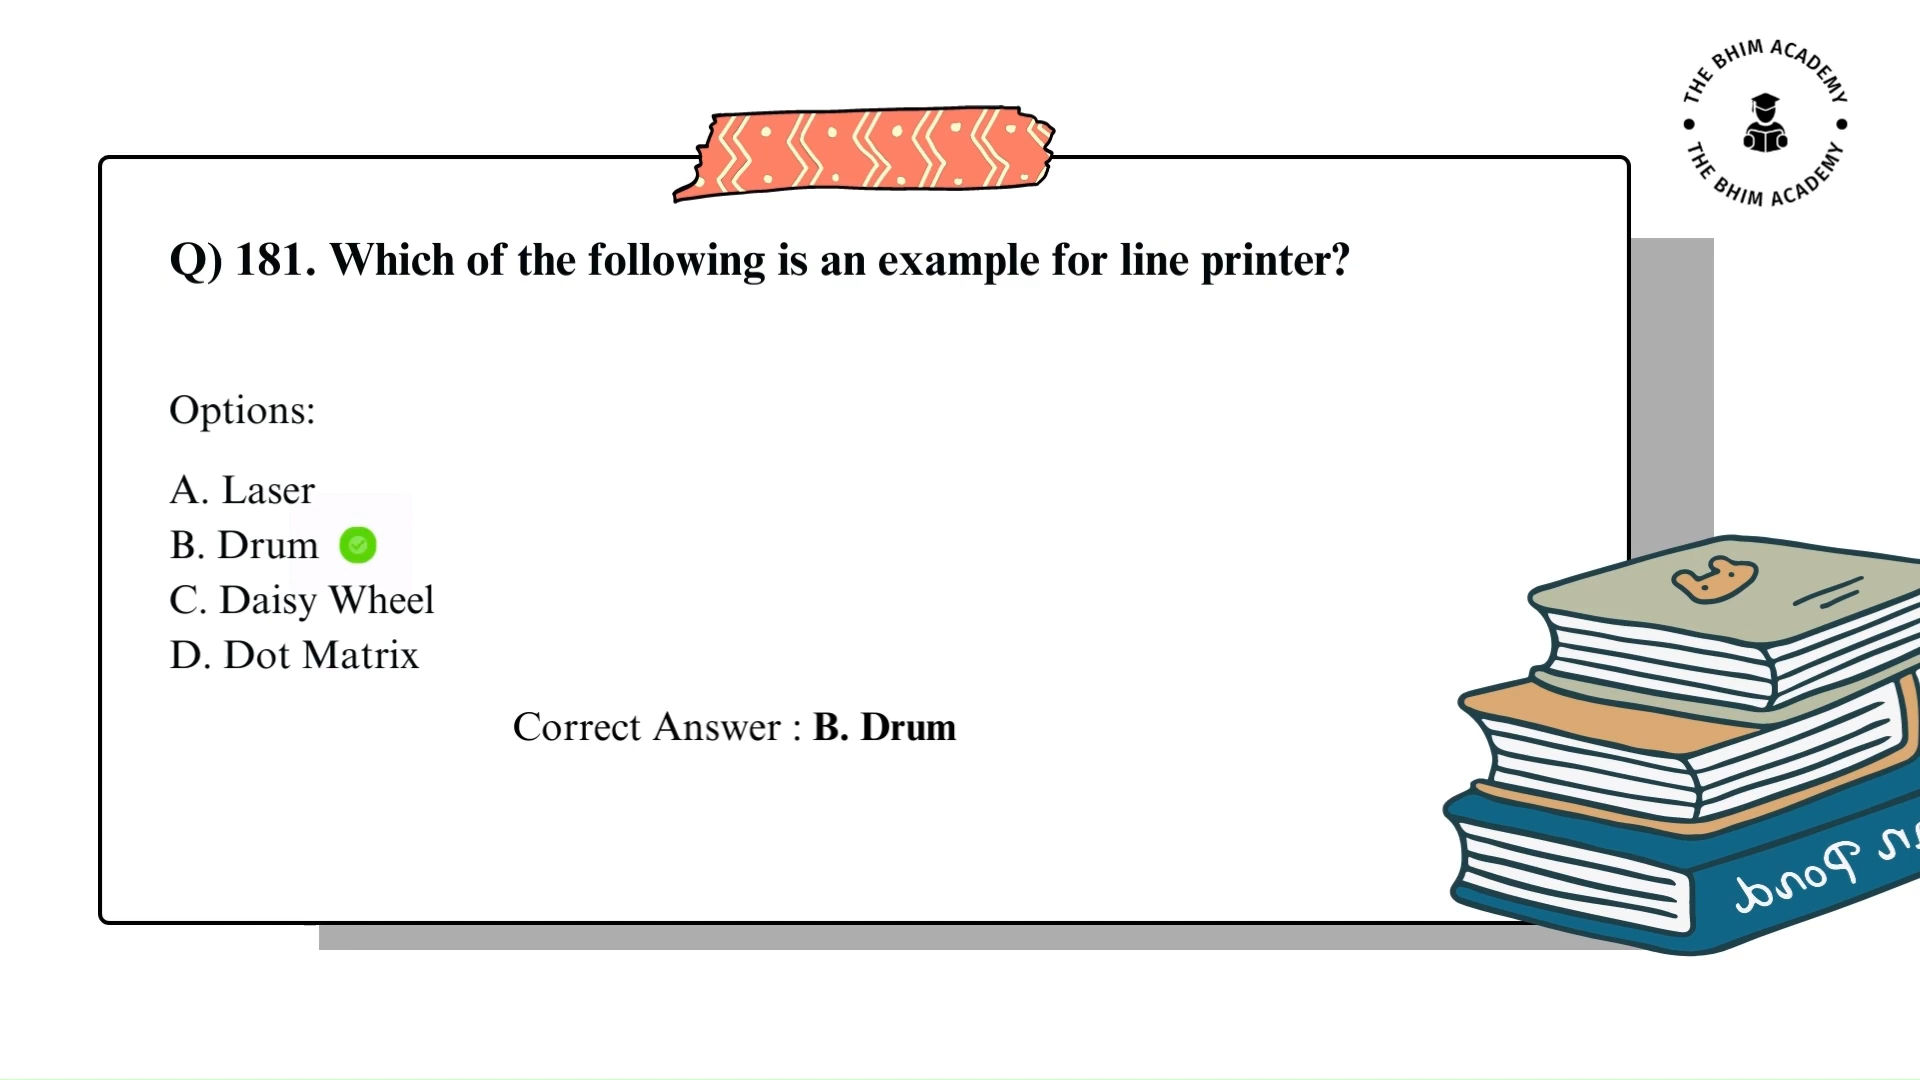 THE BHIM ACADEMY
THE BHIM ACADEMY
Q) 181. Which of the following is an example for line printer?
Options:
A. Laser
B. Drum
C. Daisy Wheel
D. Dot Matrix
Correct Answer : B. Drum
Pond